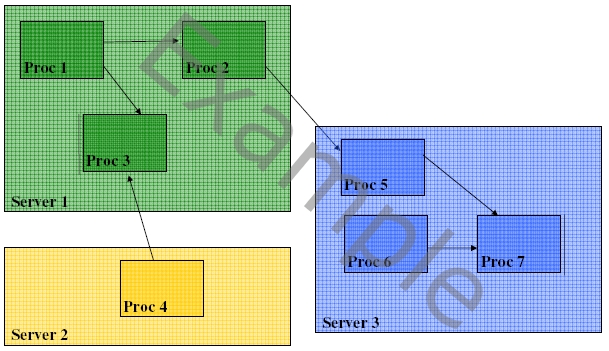 Proc 1
Proc 2
Proc 3
Server 1
Proc 4
Server 2
Proc 5
Proc 6
Proc 7
Server 3
Example